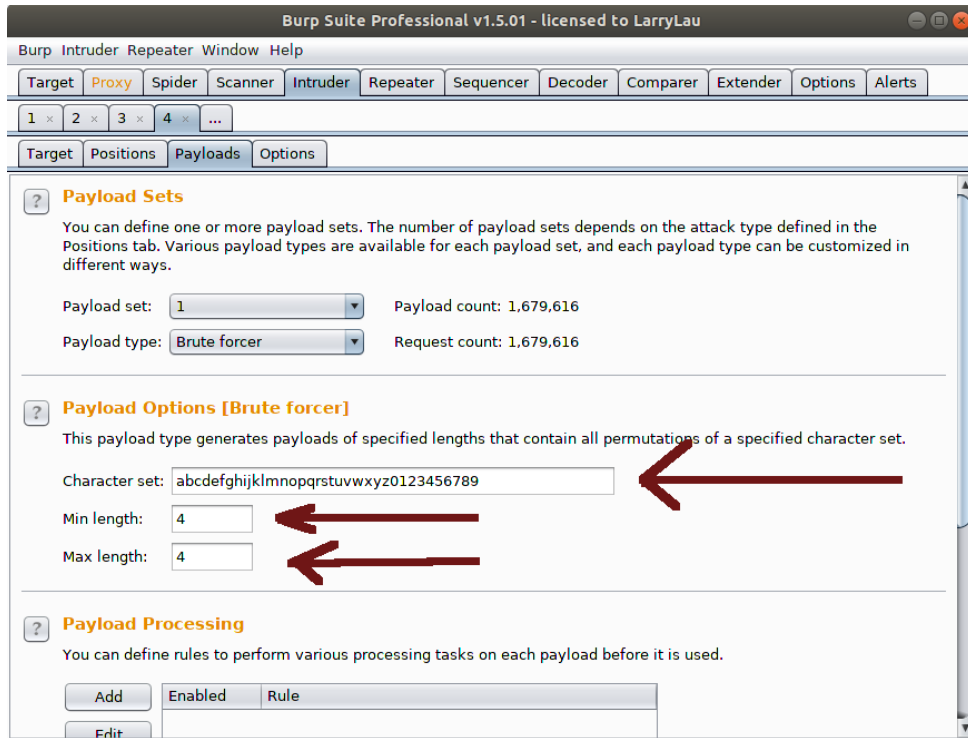 Burp Suite Professional v1.5.01 - licensed to LarryLau
Burp Intruder Repeater Window Help
Target Proxy Spider Scanner Intruder Repeater Sequencer Decoder Comparer Extender Options Alerts
1 × 2 × 3 × 4 × ...
Target Positions Payloads Options
? Payload Sets
You can define one or more payload sets. The number of payload sets depends on the attack type defined in the
Positions tab. Various payload types are available for each payload set, and each payload type can be customized in
different ways.
Payload set: 1 Payload count: 1,679,616
Payload type: Brute forcer Request count: 1,679,616
? Payload Options [Brute forcer]
This payload type generates payloads of specified lengths that contain all permutations of a specified character set.
Character set: abcdefghijklmnopqrstuvwxyz0123456789
Min length: 4
Max length: 4
? Payload Processing
You can define rules to perform various processing tasks on each payload before it is used.
Add Enabled Rule
Edit